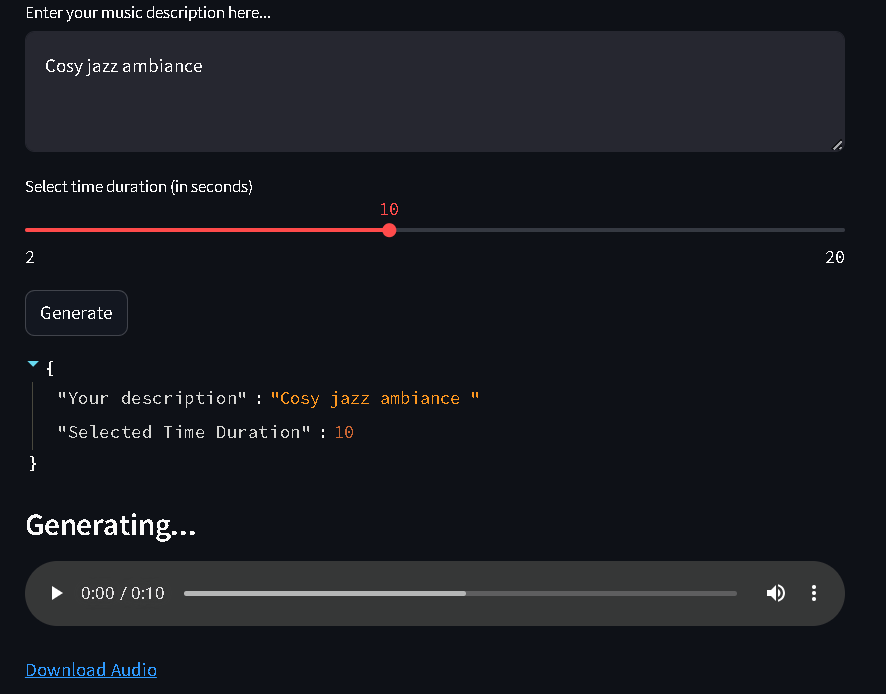 Enter your music description here...
Cosy jazz ambiance
Select time duration (in seconds)
10
2 20
Generate
{
"Your description" : "Cosy jazz ambiance "
"Selected Time Duration" : 10
}
Generating...
0:00 / 0:10
Download Audio